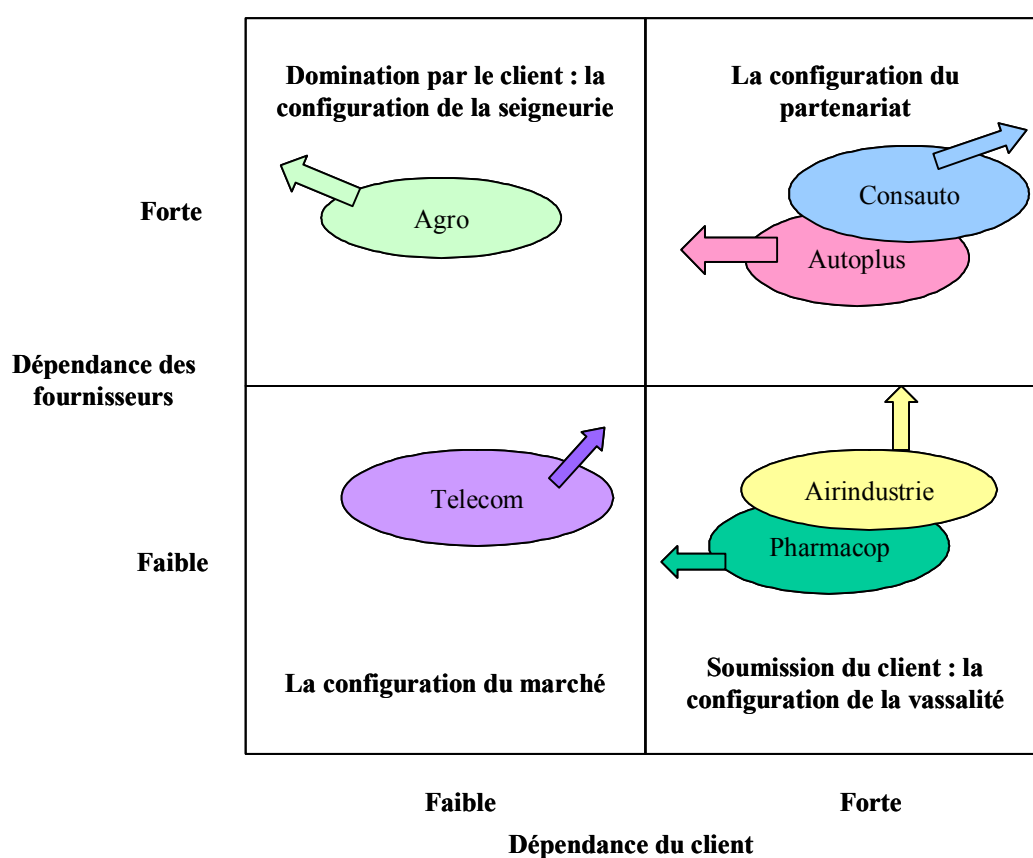 Domination par le client : la
configuration de la seigneurie
La configuration du
partenariat
Forte
Agro
Consauto
Autoplus
Dépendance des
fournisseurs
Telecom
Airindustrie
Pharmacop
Faible
La configuration du marché
Soumission du client : la
configuration de la vassalité
Faible
Forte
Dépendance du client